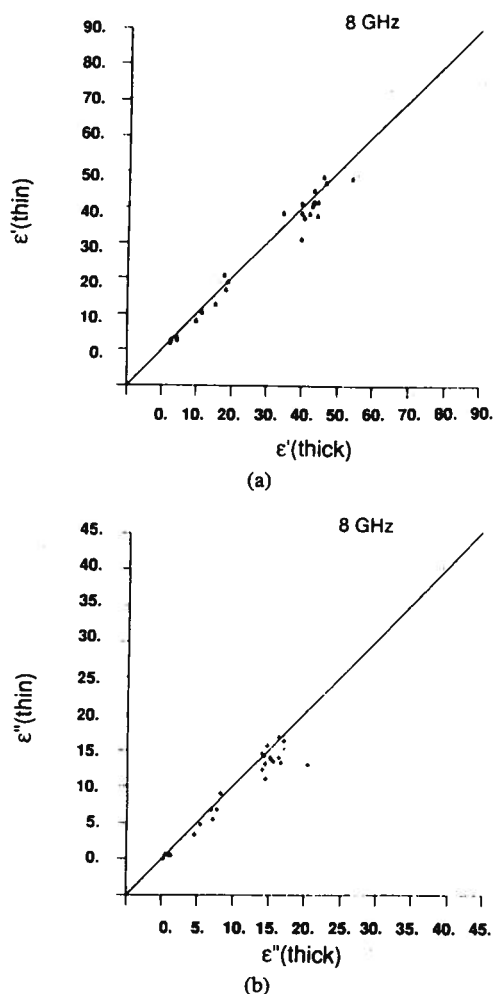 8 GHz
90.
80.
70.
60.
50.
40.
30.
20.
10.
0.
ε'(thin)
0. 10. 20. 30. 40. 50. 60. 70. 80. 90.
ε'(thick)
(a)
8 GHz
45.
40.
35.
30.
25.
20.
15.
10.
5.
0.
ε"(thin)
0. 5. 10. 15. 20. 25. 30. 35. 40. 45.
ε"(thick)
(b)